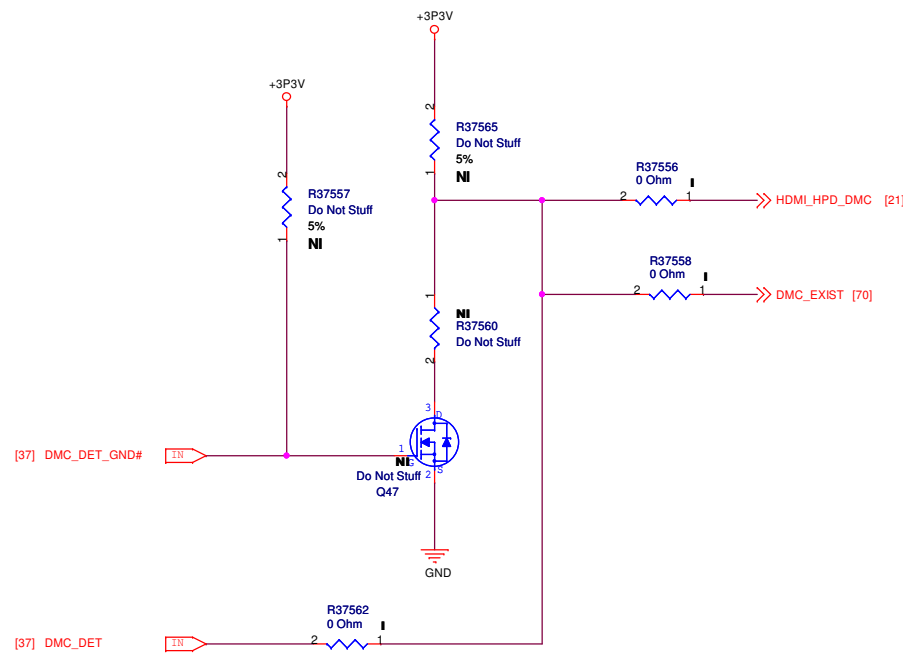 +3P3V
+3P3V
2
R37565
Do Not Stuff
5%
1
NI
2
R37557
Do Not Stuff
5%
1
NI
R37556
0 Ohm
I
2
1
HDMI_HPD_DMC [21]
R37558
0 Ohm
I
2
1
DMC_EXIST [70]
1
NI
R37560
Do Not Stuff
2
3
D
[37] DMC_DET_GND#
IN
1
G
NI
Do Not Stuff
Q47
2
S
GND
R37562
0 Ohm
I
[37] DMC_DET
IN
2
1